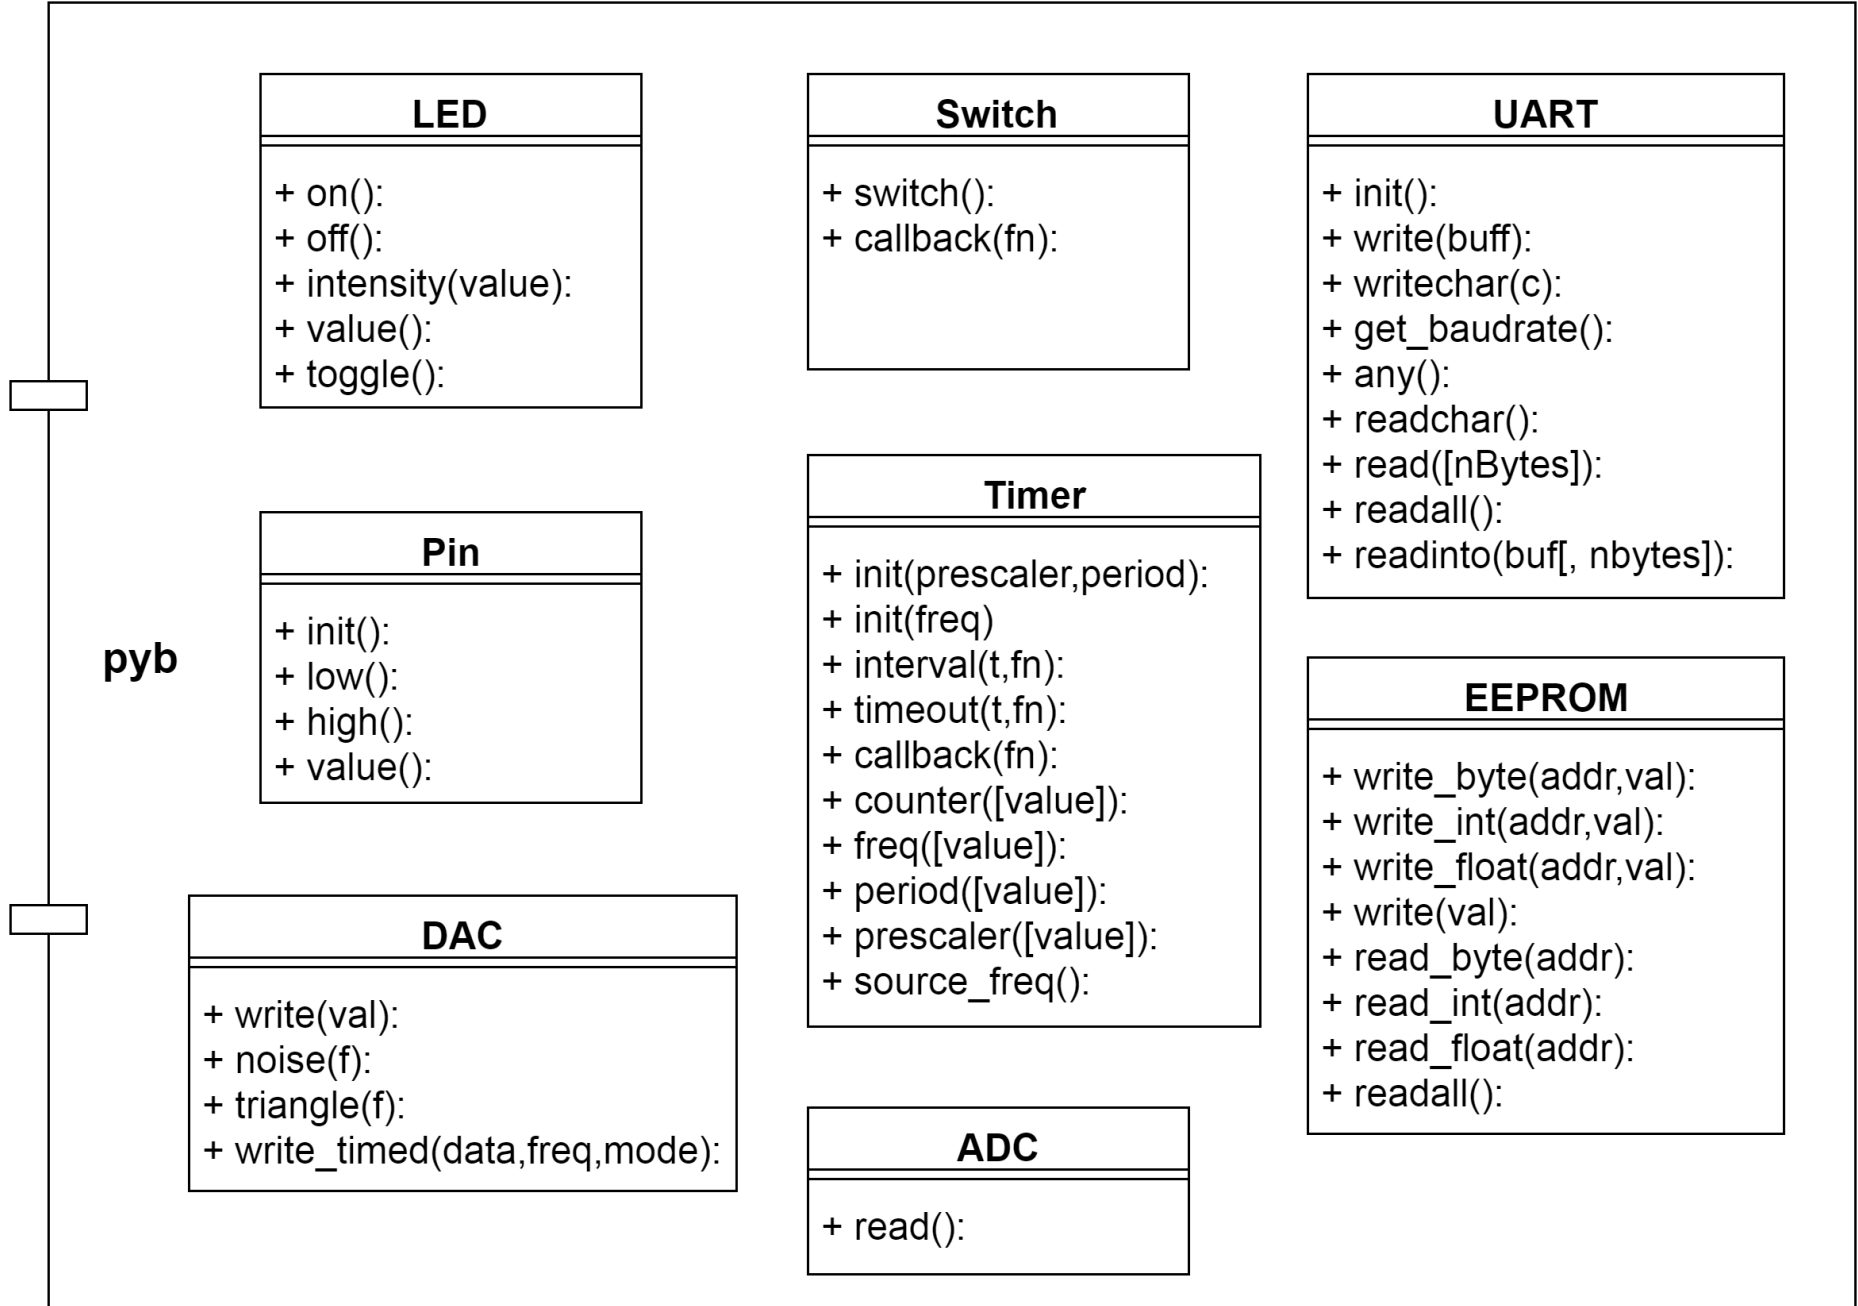 LED
+ on():
+ off():
+ intensity(value):
+ value():
+ toggle():
Switch
+ switch():
+ callback(fn):
UART
+ init():
+ write(buff):
+ writechar(c):
+ get_baudrate():
+ any():
+ readchar():
+ read([nBytes]):
+ readall():
+ readinto(buf[, nbytes]):
pyb
Pin
+ init():
+ low():
+ high():
+ value():
Timer
+ init(prescaler,period):
+ init(freq)
+ interval(t,fn):
+ timeout(t,fn):
+ callback(fn):
+ counter([value]):
+ freq([value]):
+ period([value]):
+ prescaler([value]):
+ source_freq():
EEPROM
+ write_byte(addr,val):
+ write_int(addr,val):
+ write_float(addr,val):
+ write(val):
+ read_byte(addr):
+ read_int(addr):
+ read_float(addr):
+ readall():
DAC
+ write(val):
+ noise(f):
+ triangle(f):
+ write_timed(data,freq,mode):
ADC
+ read():